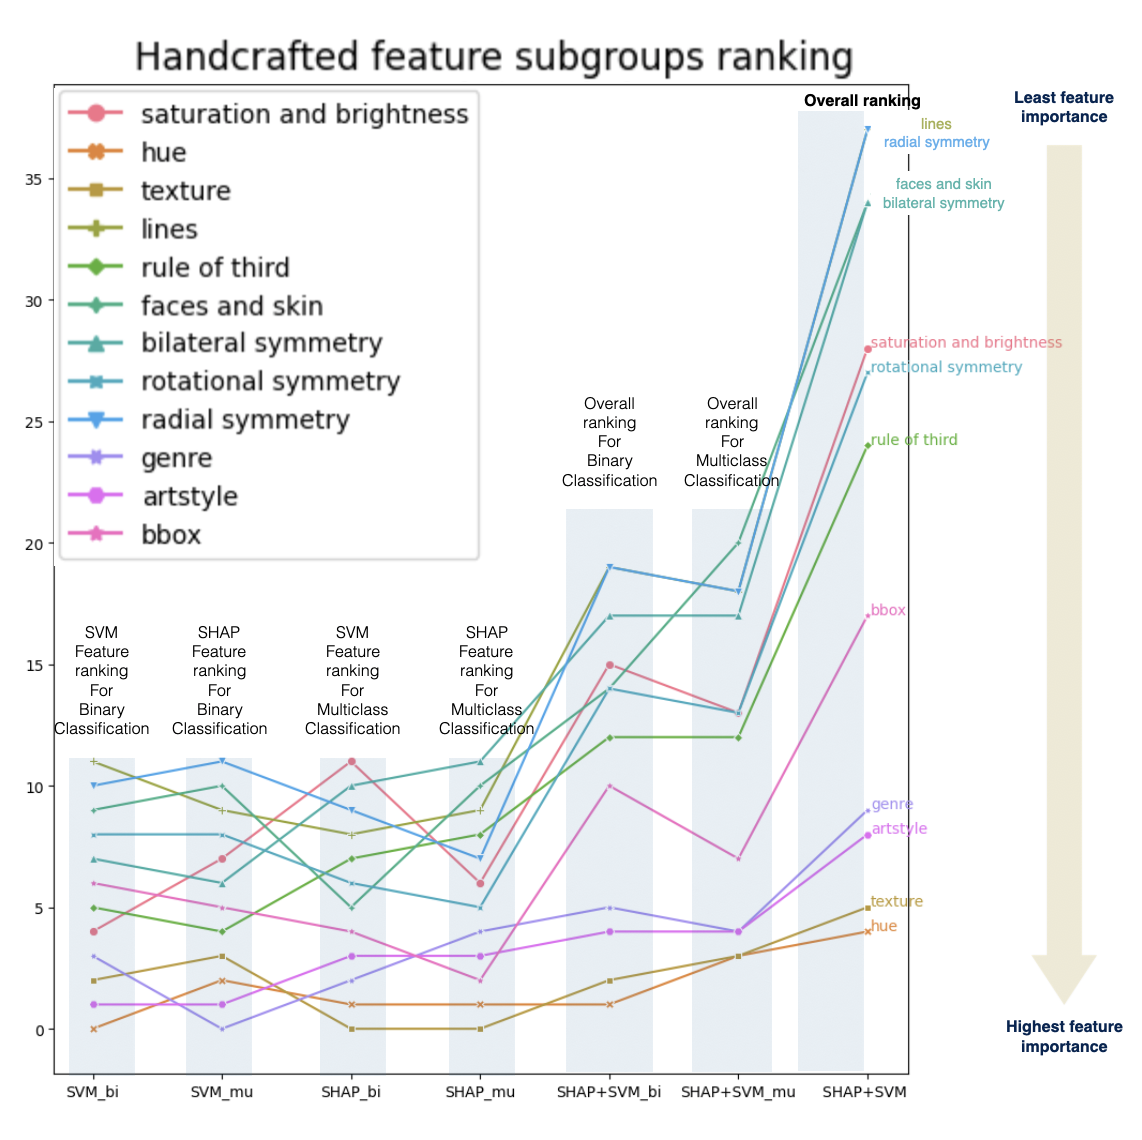 Handcrafted feature subgroups ranking
saturation and brightness
hue
texture
lines
rule of third
faces and skin
bilateral symmetry
rotational symmetry
radial symmetry
genre
artstyle
bbox
Overall ranking
lines
radial symmetry
faces and skin
bilateral symmetry
saturation and brightness
rotational symmetry
rule of third
bbox
genre
artstyle
texture
hue
Least feature
importance
Highest feature
importance
Overall
ranking
For
Binary
Classification
Overall
ranking
For
Multiclass
Classification
SVM
Feature
ranking
For
Binary
Classification
SHAP
Feature
ranking
For
Binary
Classification
SVM
Feature
ranking
For
Multiclass
Classification
SHAP
Feature
ranking
For
Multiclass
Classification
35
30
25
20
15
10
5
0
SVM_bi
SVM_mu
SHAP_bi
SHAP_mu
SHAP+SVM_bi
SHAP+SVM_mu
SHAP+SVM